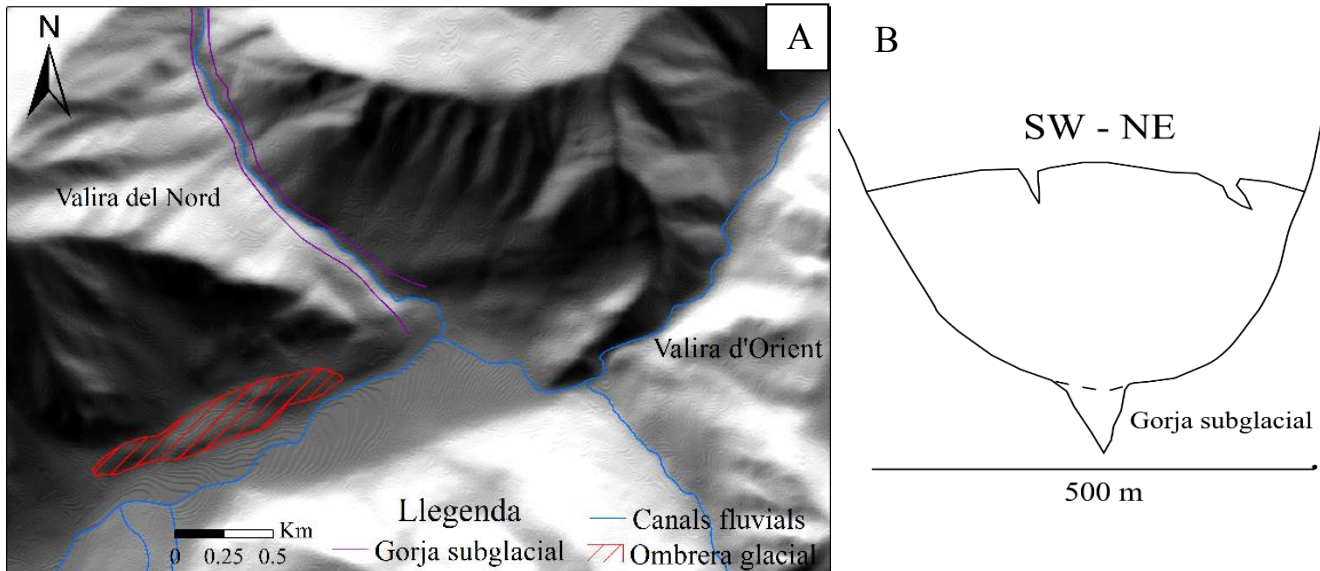 N
A
Valira del Nord
Valira d'Orient
Llegenda
Km
0 0.25 0.5
Canals fluvials
Gorja subglacial
Ombrera glacial
B
SW - NE
Gorja subglacial
500 m